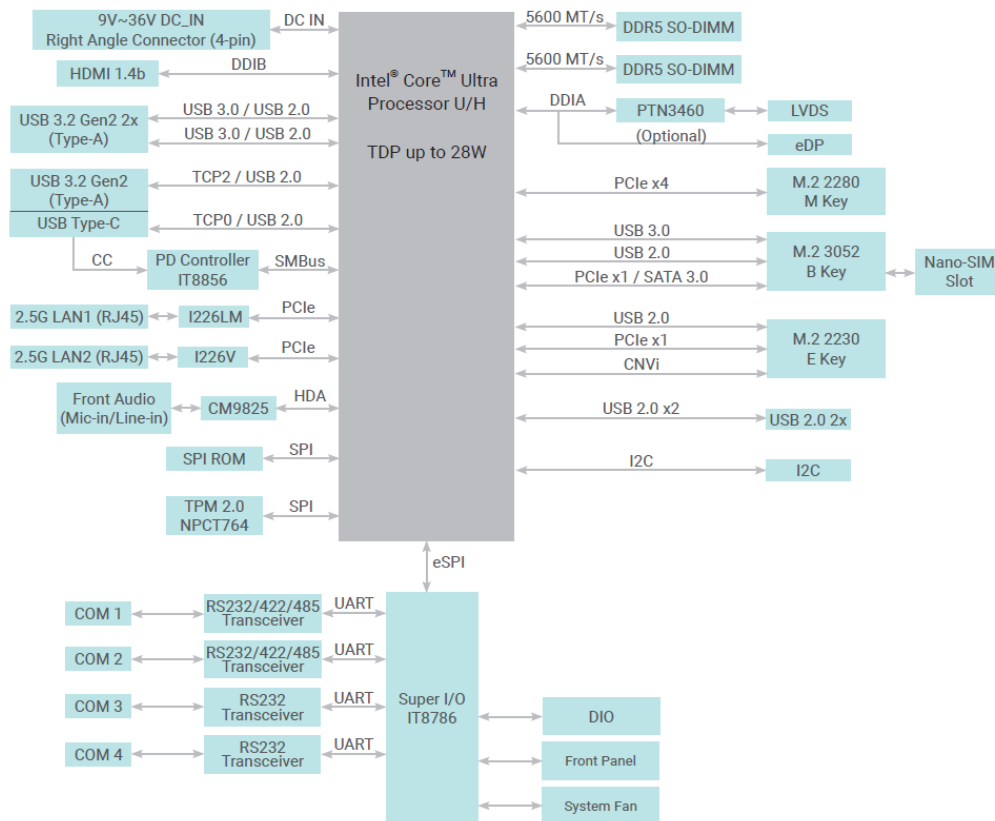 9V~36V DC_IN
Right Angle Connector (4-pin)
DC IN
HDMI 1.4b
DDIB
USB 3.2 Gen2 2x
(Type-A)
USB 3.0 / USB 2.0
USB 3.0 / USB 2.0
USB 3.2 Gen2
(Type-A)
TCP2 / USB 2.0
USB Type-C
TCP0 / USB 2.0
CC
PD Controller
IT8856
SMBus
2.5G LAN1 (RJ45)
I226LM
PCIe
2.5G LAN2 (RJ45)
I226V
PCIe
Front Audio
(Mic-in/Line-in)
CM9825
HDA
SPI ROM
SPI
TPM 2.0
NPCT764
SPI
Intel® Core™ Ultra
Processor U/H
TDP up to 28W
5600 MT/s
DDR5 SO-DIMM
5600 MT/s
DDR5 SO-DIMM
DDIA
PTN3460
LVDS
(Optional)
eDP
PCIe x4
M.2 2280
M Key
USB 3.0
USB 2.0
PCIe x1 / SATA 3.0
M.2 3052
B Key
Nano-SIM
Slot
USB 2.0
PCIe x1
CNVi
M.2 2230
E Key
USB 2.0 x2
USB 2.0 2x
I2C
I2C
eSPI
COM 1
RS232/422/485
Transceiver
UART
COM 2
RS232/422/485
Transceiver
UART
COM 3
RS232
Transceiver
UART
COM 4
RS232
Transceiver
UART
Super I/O
IT8786
DIO
Front Panel
System Fan